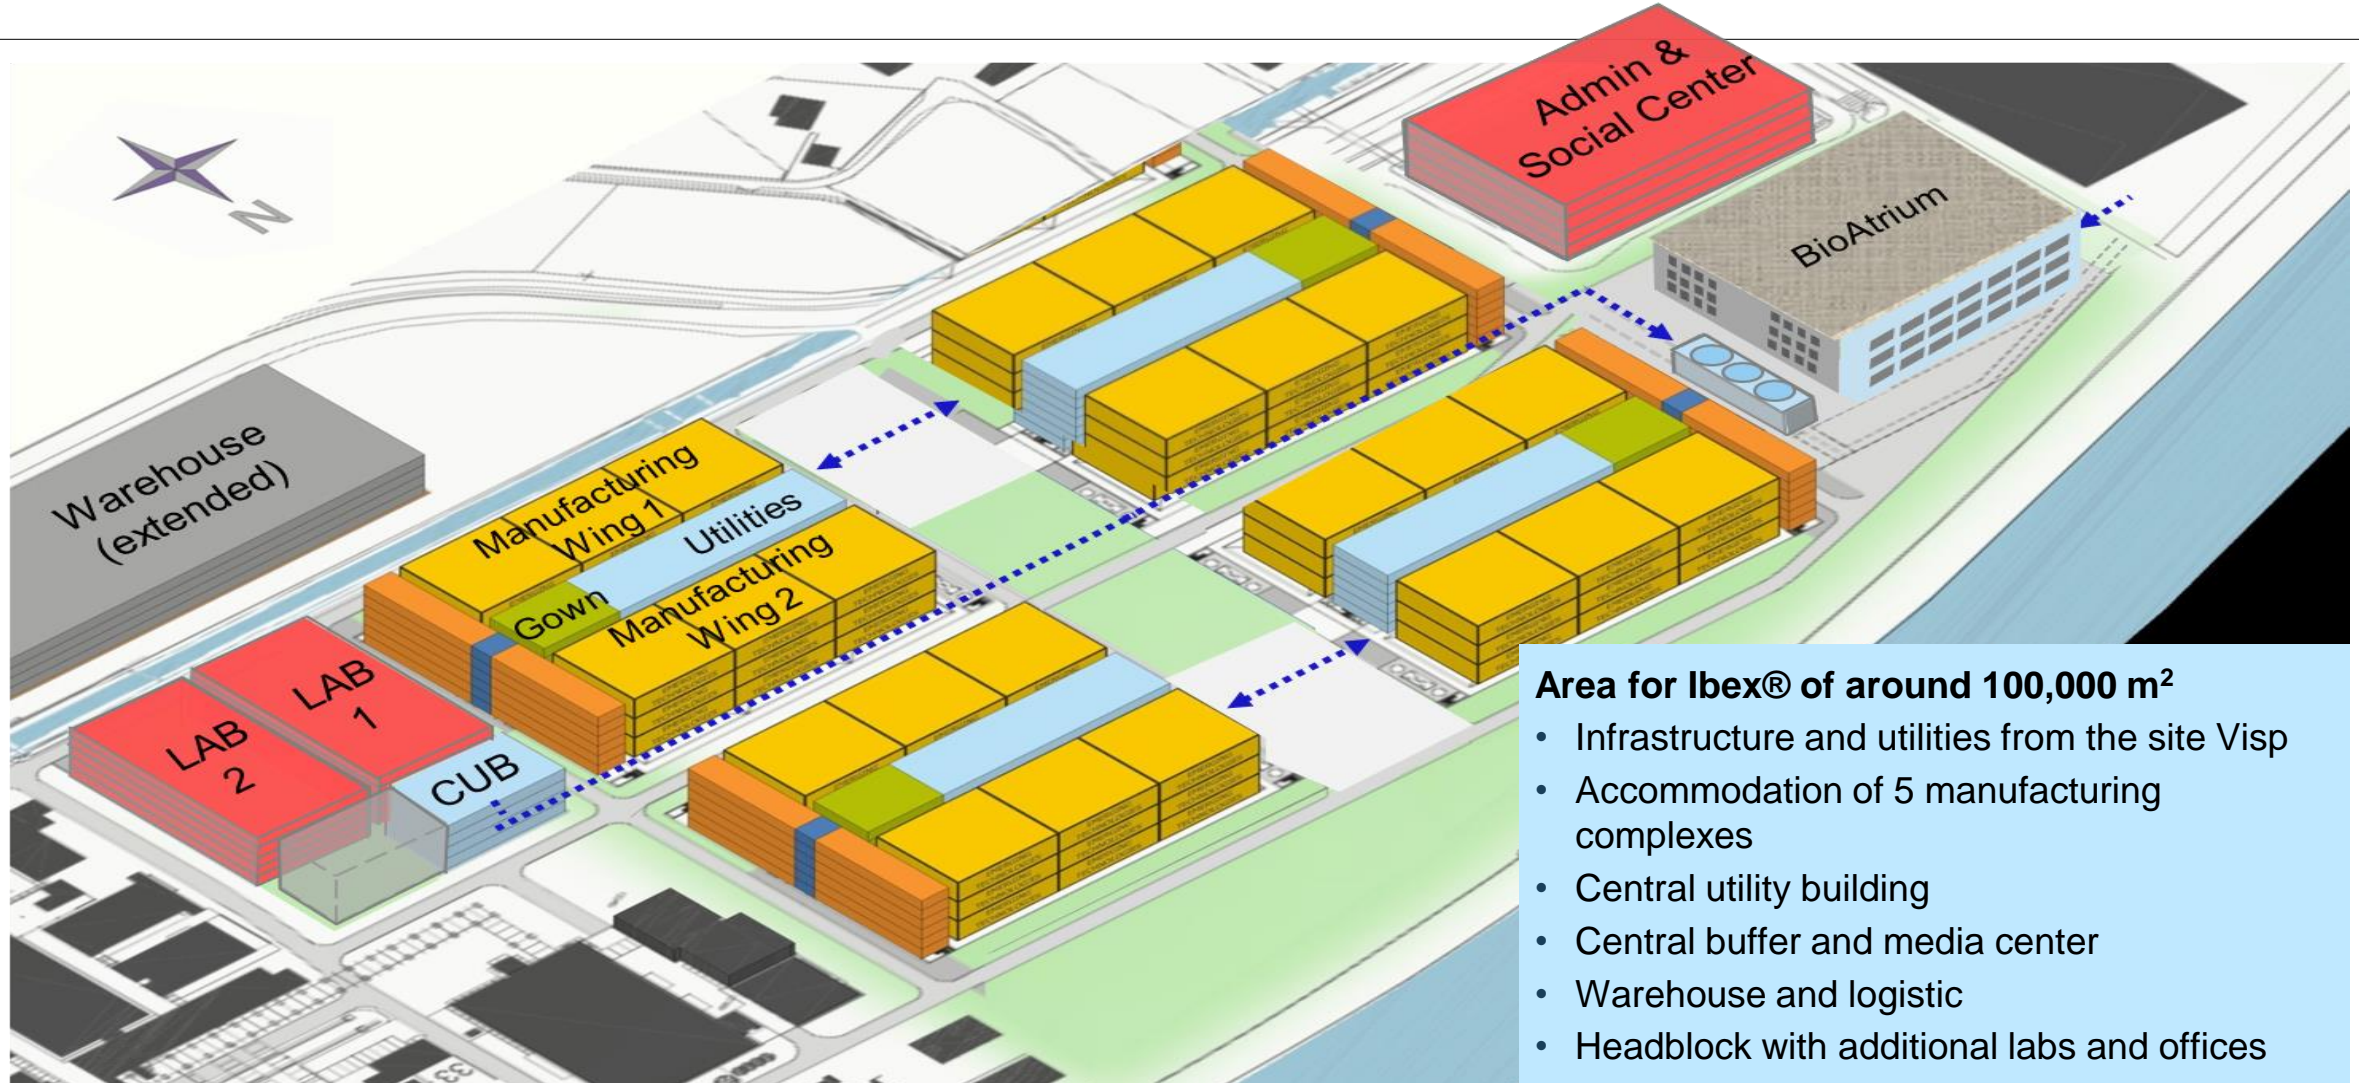 Admin &
Social Center
BioAtrium
N
Warehouse
(extended)
Manufacturing
Wing 1
Utilities
Gown
Manufacturing
Wing 2
LAB
1
LAB
2
CUB
33
Area for Ibex® of around 100,000 m²
• Infrastructure and utilities from the site Visp
• Accommodation of 5 manufacturing
complexes
• Central utility building
• Central buffer and media center
• Warehouse and logistic
• Headblock with additional labs and offices